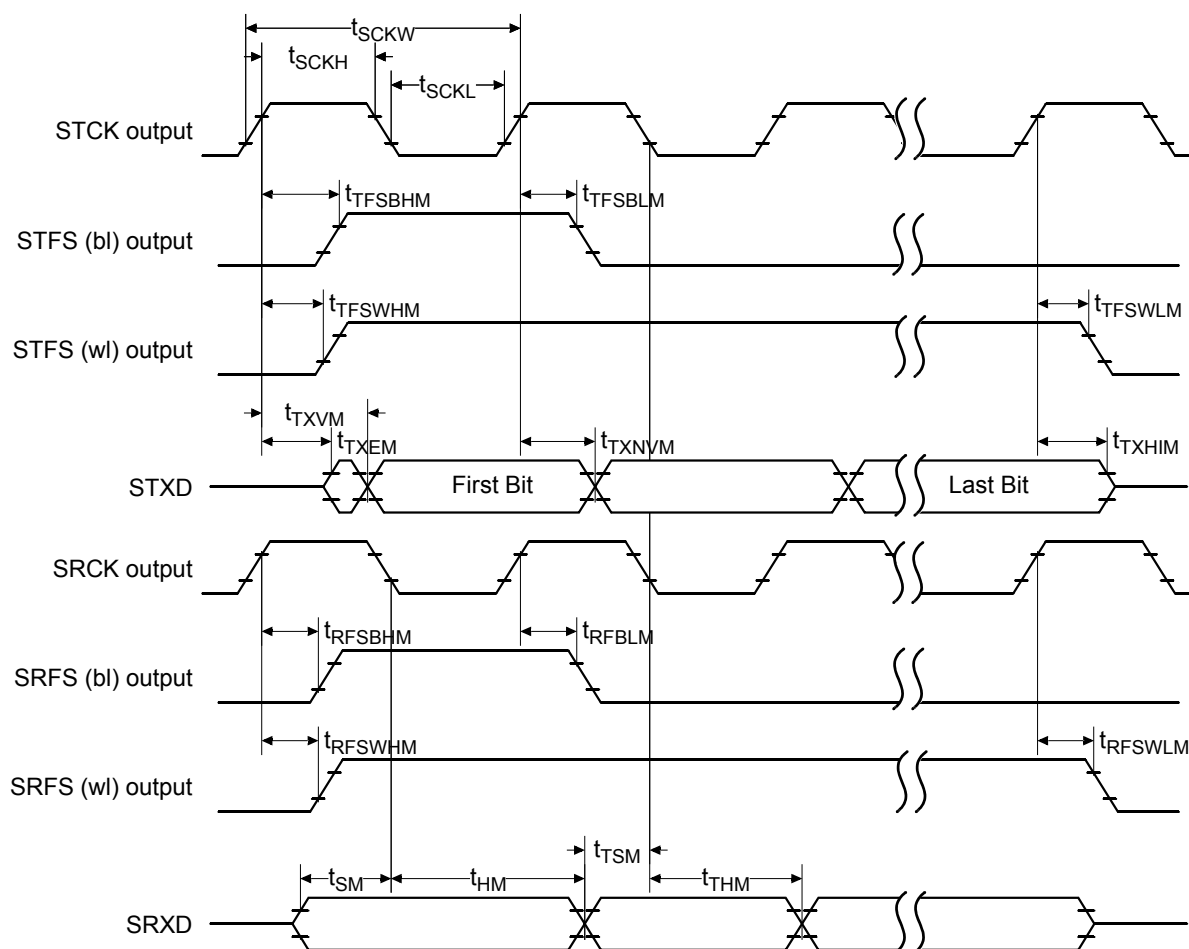 tSCKW
tSCKH
tSCKL
STCK output
tTFSBHM
tTFSBLM
STFS (bl) output
tTFSWHM
tTFSWLM
STFS (wl) output
tTXVM
tTXEM
tTXNVM
tTXHIM
STXD
First Bit
Last Bit
SRCK output
tRFSBHM
tRFBLM
SRFS (bl) output
tRFSWHM
tRFSWLM
SRFS (wl) output
tTSM
tSM
tHM
tTHM
SRXD